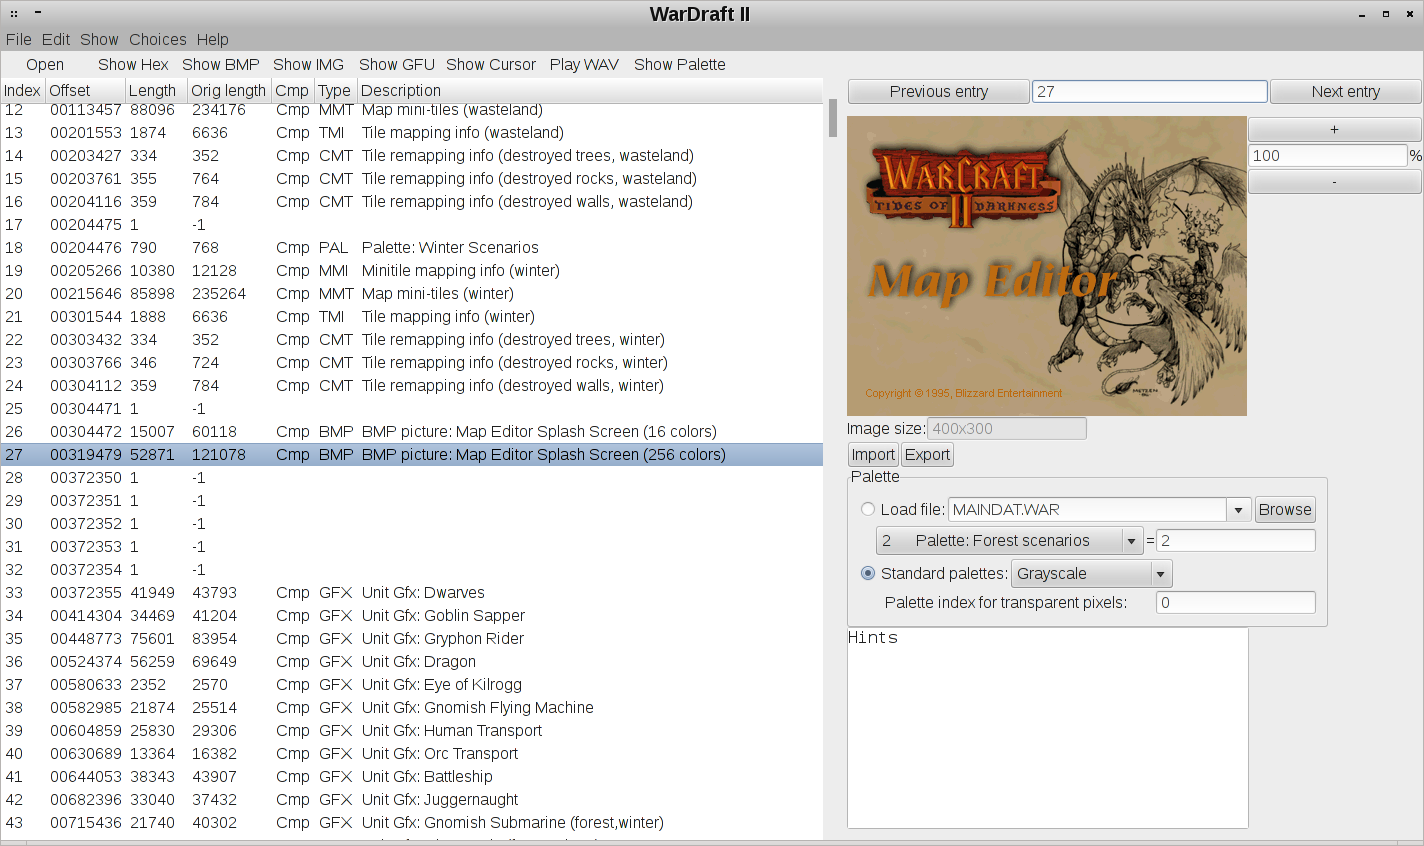 WarDraft II
File Edit Show Choices Help
Open Show Hex Show BMP Show IMG Show GFU Show Cursor Play WAV Show Palette
Index Offset Length Orig length Cmp Type Description
12 00113457 88096 234176 Cmp MMT Map mini-tiles (wasteland)
13 00201553 1874 6636 Cmp TMI Tile mapping info (wasteland)
14 00203427 334 352 Cmp CMT Tile remapping info (destroyed trees, wasteland)
15 00203761 355 764 Cmp CMT Tile remapping info (destroyed rocks, wasteland)
16 00204116 359 784 Cmp CMT Tile remapping info (destroyed walls, wasteland)
17 00204475 1 -1
18 00204476 790 768 Cmp PAL Palette: Winter Scenarios
19 00205266 10380 12128 Cmp MMI Minitile mapping info (winter)
20 00215646 85898 235264 Cmp MMT Map mini-tiles (winter)
21 00301544 1888 6636 Cmp TMI Tile mapping info (winter)
22 00303432 334 352 Cmp CMT Tile remapping info (destroyed trees, winter)
23 00303766 346 724 Cmp CMT Tile remapping info (destroyed rocks, winter)
24 00304112 359 784 Cmp CMT Tile remapping info (destroyed walls, winter)
25 00304471 1 -1
26 00304472 15007 60118 Cmp BMP BMP picture: Map Editor Splash Screen (16 colors)
27 00319479 52871 121078 Cmp BMP BMP picture: Map Editor Splash Screen (256 colors)
28 00372350 1 -1
29 00372351 1 -1
30 00372352 1 -1
31 00372353 1 -1
32 00372354 1 -1
33 00372355 41949 43793 Cmp GFX Unit Gfx: Dwarves
34 00414304 34469 41204 Cmp GFX Unit Gfx: Goblin Sapper
35 00448773 75601 83954 Cmp GFX Unit Gfx: Gryphon Rider
36 00524374 56259 69649 Cmp GFX Unit Gfx: Dragon
37 00580633 2352 2570 Cmp GFX Unit Gfx: Eye of Kilrogg
38 00582985 21874 25514 Cmp GFX Unit Gfx: Gnomish Flying Machine
39 00604859 25830 29306 Cmp GFX Unit Gfx: Human Transport
40 00630689 13364 16382 Cmp GFX Unit Gfx: Orc Transport
41 00644053 38343 43907 Cmp GFX Unit Gfx: Battleship
42 00682396 33040 37432 Cmp GFX Unit Gfx: Juggernaught
43 00715436 21740 40302 Cmp GFX Unit Gfx: Gnomish Submarine (forest,winter)
Previous entry 27 Next entry
+
100 %
-
WARCRAFT
II
TIDES OF DARKNESS
Map Editor
Copyright © 1995, Blizzard Entertainment
METZEN
Image size: 400x300
Import Export
Palette
Load file: MAINDAT.WAR Browse
2 Palette: Forest scenarios = 2
Standard palettes: Grayscale
Palette index for transparent pixels: 0
Hints